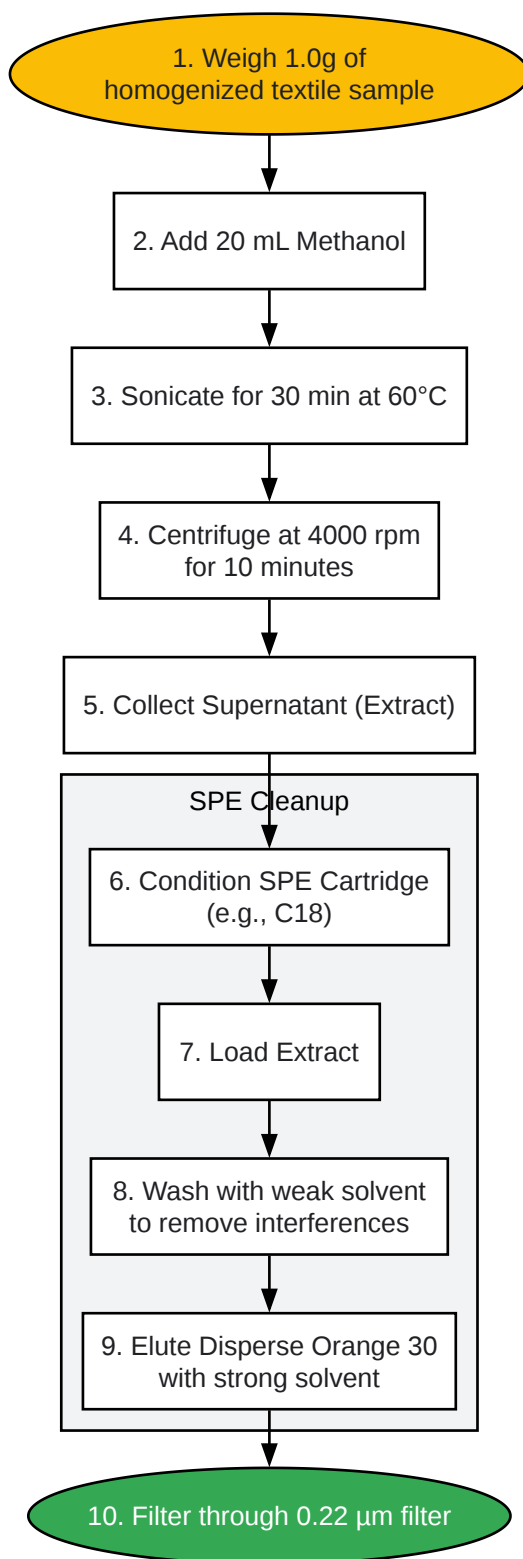 1. Weigh 1.0g of
homogenized textile sample
2. Add 20 mL Methanol
3. Sonicate for 30 min at 60°C
4. Centrifuge at 4000 rpm
for 10 minutes
5. Collect Supernatant (Extract)
SPE Cleanup
6. Condition SPE Cartridge
(e.g., C18)
7. Load Extract
8. Wash with weak solvent
to remove interferences
9. Elute Disperse Orange 30
with strong solvent
10. Filter through 0.22 µm filter